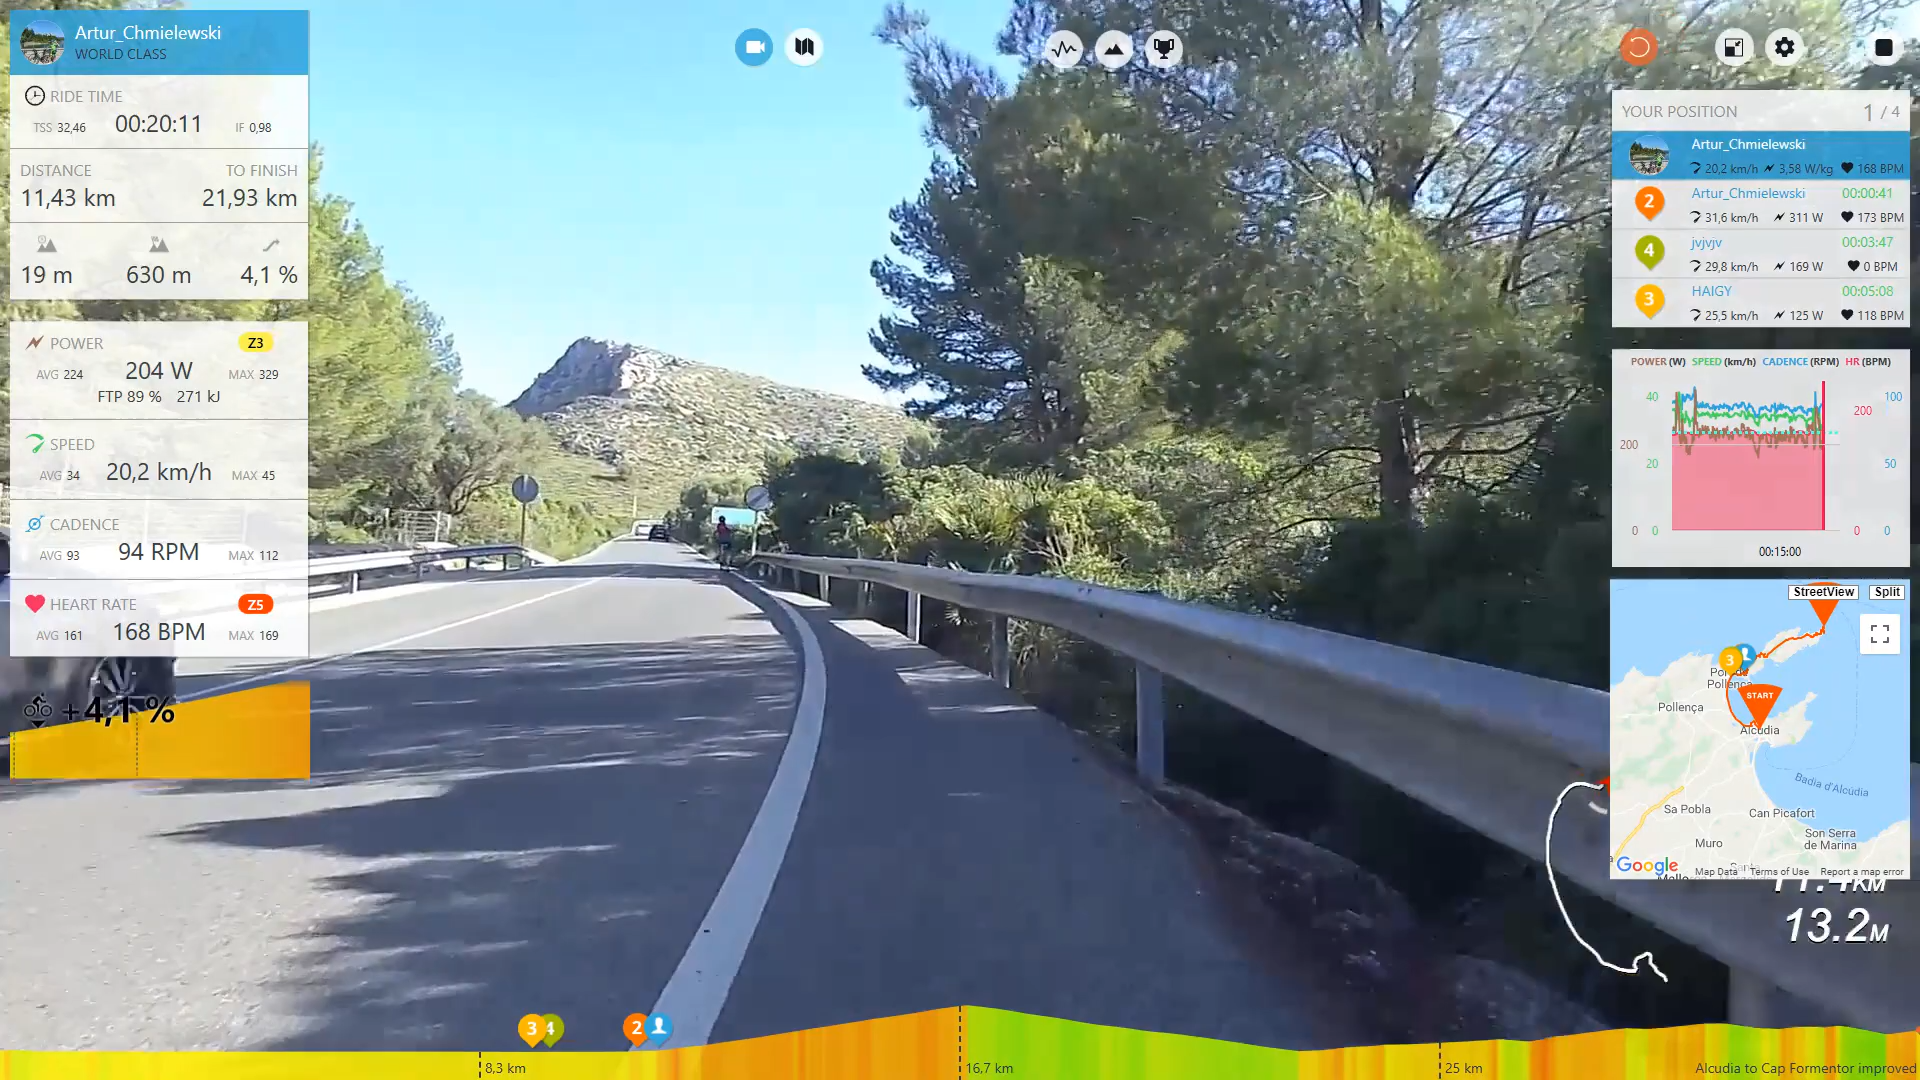 Artur_Chmielewski
WORLD CLASS
RIDE TIME
TSS 32,46 00:20:11 IF 0,98
DISTANCE TO FINISH
11,43 km 21,93 km
19 m 630 m 4,1 %
POWER Z3
AVG 224 204 W MAX 329
FTP 89 % 271 kJ
SPEED
AVG 34 20,2 km/h MAX 45
CADENCE
AVG 93 94 RPM MAX 112
HEART RATE Z5
AVG 161 168 BPM MAX 169
+4,1 %
YOUR POSITION 1 / 4
Artur_Chmielewski
20,2 km/h 3,58 W/kg 168 BPM
2 Artur_Chmielewski 00:00:41
31,6 km/h 311 W 173 BPM
4 jvjvjv 00:03:47
29,8 km/h 169 W 0 BPM
3 HAIGY 00:05:08
25,5 km/h 125 W 118 BPM
POWER (W) SPEED (km/h) CADENCE (RPM) HR (BPM)
40 200 100
200
20 50
0 0 0 0
00:15:00
StreetView Split
3
Pollença
START
Pollença
Alcúdia
Badia d'Alcúdia
Sa Pobla
Can Picafort
Son Serra
de Marina
Muro
Google
Map Data Terms of Use Report a map error
11.4KM
13.2M
3 4 2
8,3 km 16,7 km 25 km Alcudia to Cap Formentor improved